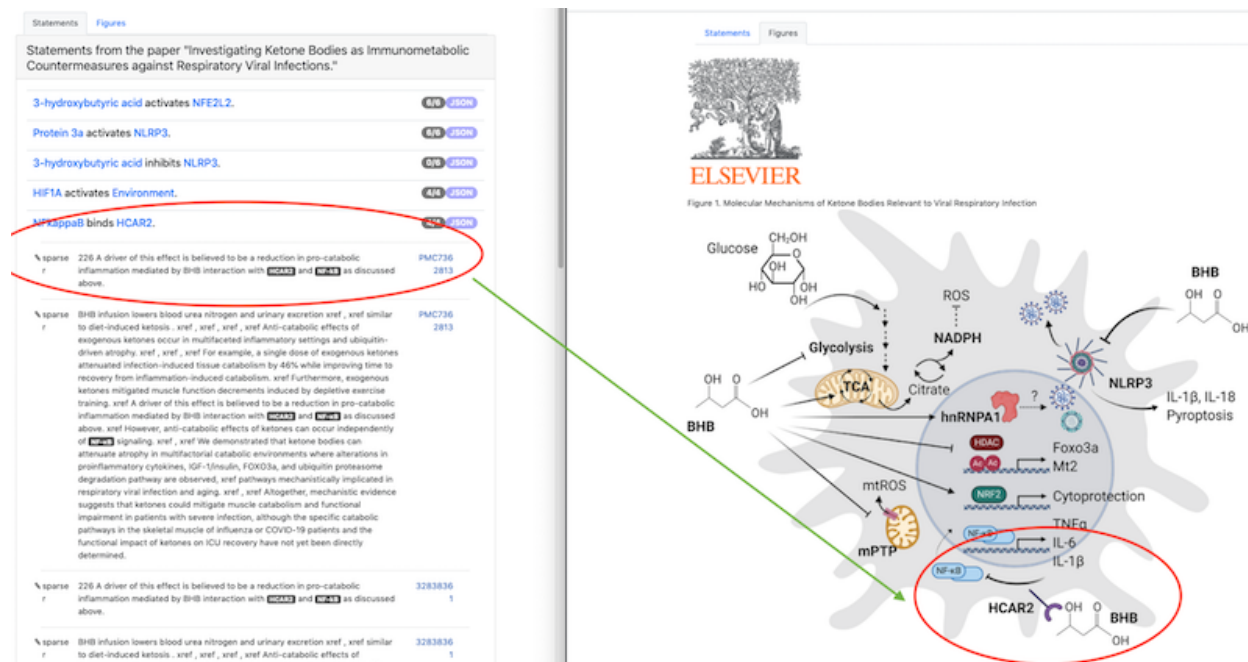 Statements Figures
Statements from the paper "Investigating Ketone Bodies as Immunometabolic
Countermeasures against Respiratory Viral Infections."
3-hydroxybutyric acid activates NFE2L2.
6/6 JSON
Protein 3a activates NLRP3.
6/6 JSON
3-hydroxybutyric acid inhibits NLRP3.
0/6 JSON
HIF1A activates Environment.
4/4 JSON
NFkappaB binds HCAR2.
JSON
sparse
r
226 A driver of this effect is believed to be a reduction in pro-catabolic
inflammation mediated by BHB interaction with HCAR2 and NF-kB as discussed
above.
PMC736
2813
sparse
r
BHB infusion lowers blood urea nitrogen and urinary excretion xref , xref similar
to diet-induced ketosis . xref , xref , xref , xref Anti-catabolic effects of
exogenous ketones occur in multifaceted inflammatory settings and ubiquitin-
driven atrophy. xref , xref , xref For example, a single dose of exogenous ketones
attenuated infection-induced tissue catabolism by 46% while improving time to
recovery from inflammation-induced catabolism. xref Furthermore, exogenous
ketones mitigated muscle function decrements induced by depletive exercise
training. xref A driver of this effect is believed to be a reduction in pro-catabolic
inflammation mediated by BHB interaction with HCAR2 and NF-kB as discussed
above. xref However, anti-catabolic effects of ketones can occur independently
of NF-kB signaling. xref , xref We demonstrated that ketone bodies can
attenuate atrophy in multifactorial catabolic environments where alterations in
proinflammatory cytokines, IGF-1/insulin, FOXO3a, and ubiquitin proteasome
degradation pathway are observed, xref pathways mechanistically implicated in
respiratory viral infection and aging. xref , xref Altogether, mechanistic evidence
suggests that ketones could mitigate muscle catabolism and functional
impairment in patients with severe infection, although the specific catabolic
pathways in the skeletal muscle of influenza or COVID-19 patients and the
functional impact of ketones on ICU recovery have not yet been directly
determined.
PMC736
2813
sparse
r
226 A driver of this effect is believed to be a reduction in pro-catabolic
inflammation mediated by BHB interaction with HCAR2 and NF-kB as discussed
above.
3283836
1
sparse
r
BHB infusion lowers blood urea nitrogen and urinary excretion xref , xref similar
to diet-induced ketosis . xref , xref , xref , xref Anti-catabolic effects of
3283836
1
Statements Figures
ELSEVIER
Figure 1. Molecular Mechanisms of Ketone Bodies Relevant to Viral Respiratory Infection
Glucose
CH₂OH
OH
OH
OH
OH
BHB
OH O
OH
ROS
NADPH
Glycolysis
TCA
Citrate
NLRP3
IL-1β, IL-18
Pyroptosis
OH O
OH
BHB
hnRNPA1
?
HDAC
Ac Ac
Foxo3a
Mt2
NRF2
Cytoprotection
mtROS
mPTP
NF-κB
TNFα
IL-6
IL-1β
NF-κB
HCAR2
OH O
OH
BHB